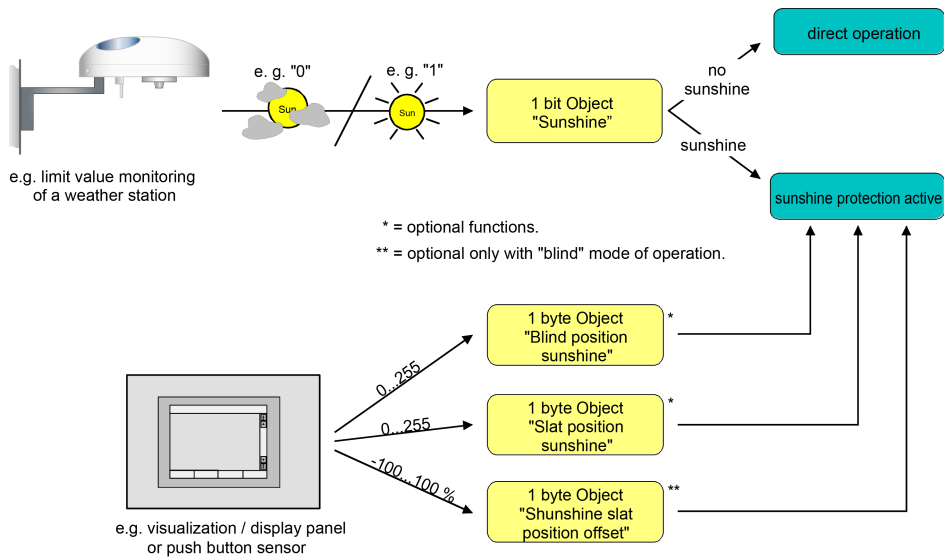 e. g. "0"
e. g. "1"
Sun
Sun
1 bit Object
"Sunshine”
no
sunshine
sunshine
direct operation
sunshine protection active
e.g. limit value monitoring
of a weather station
* = optional functions.
** = optional only with "blind" mode of operation.
0...255
0...255
-100...100 %
1 byte Object
"Blind position
sunshine"
*
1 byte Object
"Slat position
sunshine"
*
1 byte Object
"Shunshine slat
position offset"
**
e.g. visualization / display panel
or push button sensor